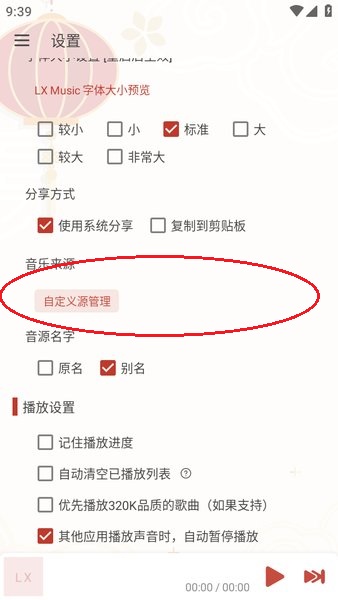 9:39
设置
字体大小设置 [重启后生效]
LX Music 字体大小预览
较小 小 标准 大
较大 非常大
分享方式
使用系统分享 复制到剪贴板
音乐来源
自定义源管理
音源名字
原名 别名
播放设置
记住播放进度
自动清空已播放列表 ?
优先播放320K品质的歌曲（如果支持）
其他应用播放声音时，自动暂停播放
LX
00:00 / 00:00